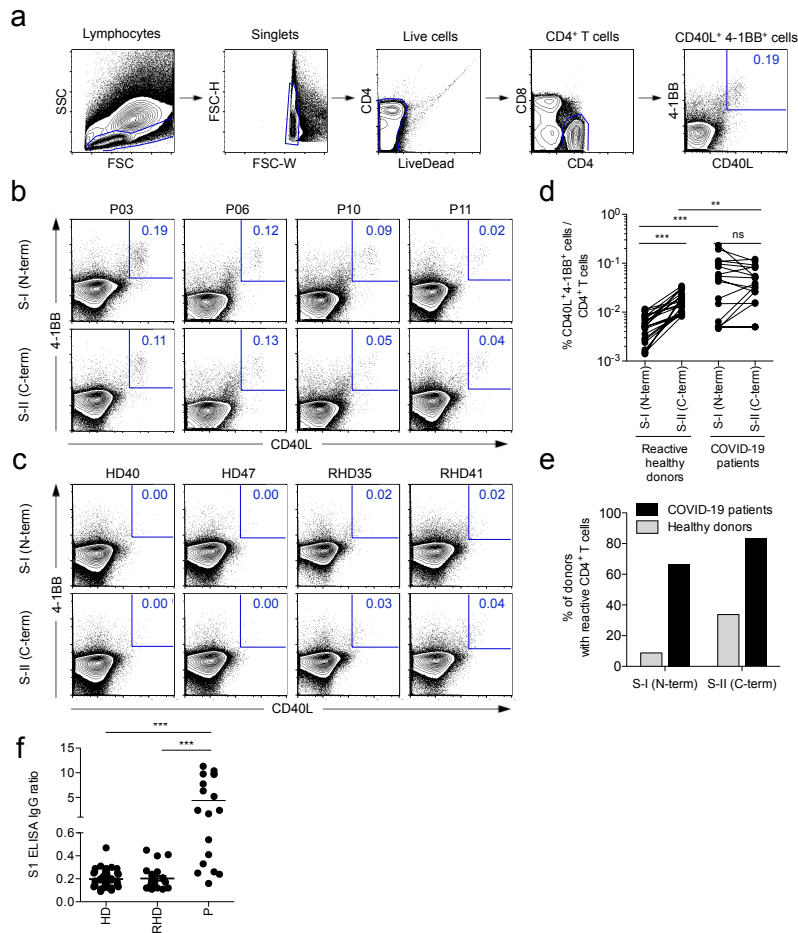 a
Lymphocytes
Singlets
Live cells
CD4⁺ T cells
CD40L⁺ 4-1BB⁺ cells
0.19
SSC
FSC-H
CD4
CD8
4-1BB
FSC
FSC-W
LiveDead
CD4
CD40L
b
P03
P06
P10
P11
S-I (N-term)
0.19
0.12
0.09
0.02
4-1BB
S-II (C-term)
0.11
0.13
0.05
0.04
CD40L
c
HD40
HD47
RHD35
RHD41
S-I (N-term)
0.00
0.00
0.02
0.02
4-1BB
S-II (C-term)
0.00
0.00
0.03
0.04
CD40L
d
**
***
***
ns
% CD40L⁺4-1BB⁺ cells /
CD4⁺ T cells
10⁰
10⁻¹
10⁻²
10⁻³
S-I (N-term)
S-II (C-term)
S-I (N-term)
S-II (C-term)
Reactive
healthy
donors
COVID-19
patients
e
COVID-19 patients
Healthy donors
% of donors
with reactive CD4⁺ T cells
100
80
60
40
20
0
S-I (N-term)
S-II (C-term)
f
***
***
S1 ELISA IgG ratio
15
10
5
0.6
0.4
0.2
0.0
HD
RHD
P